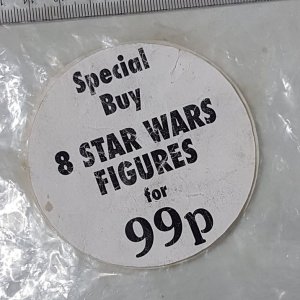 Special
Buy
8 STAR WARS
FIGURES
for
99p